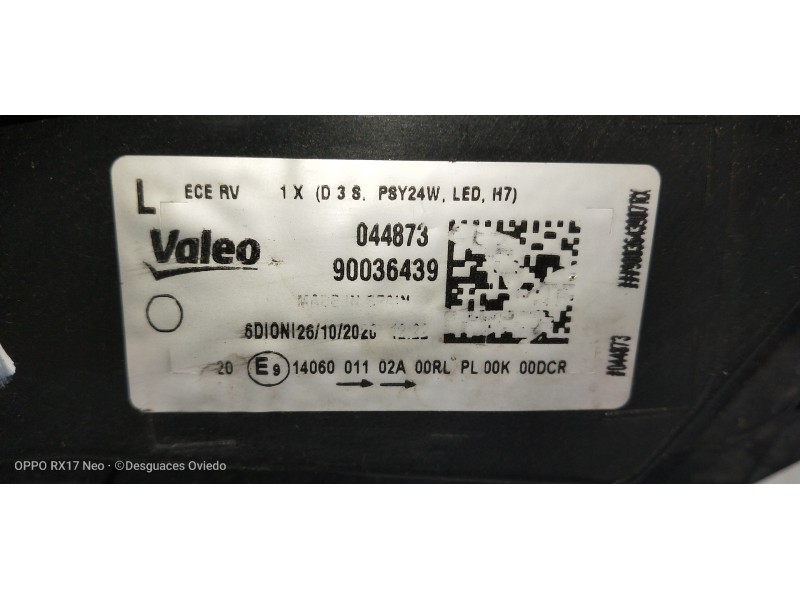 L ECE RV 1 X (D 3 S, PSY24W, LED, H7)
Valeo 044873
90036439
MADE IN SPAIN
6DION 26/10/2020
20 E9 14060 011 02A 00RL PL 00K 00DCR
#044873
OPPO RX17 Neo · ©Desguaces Oviedo